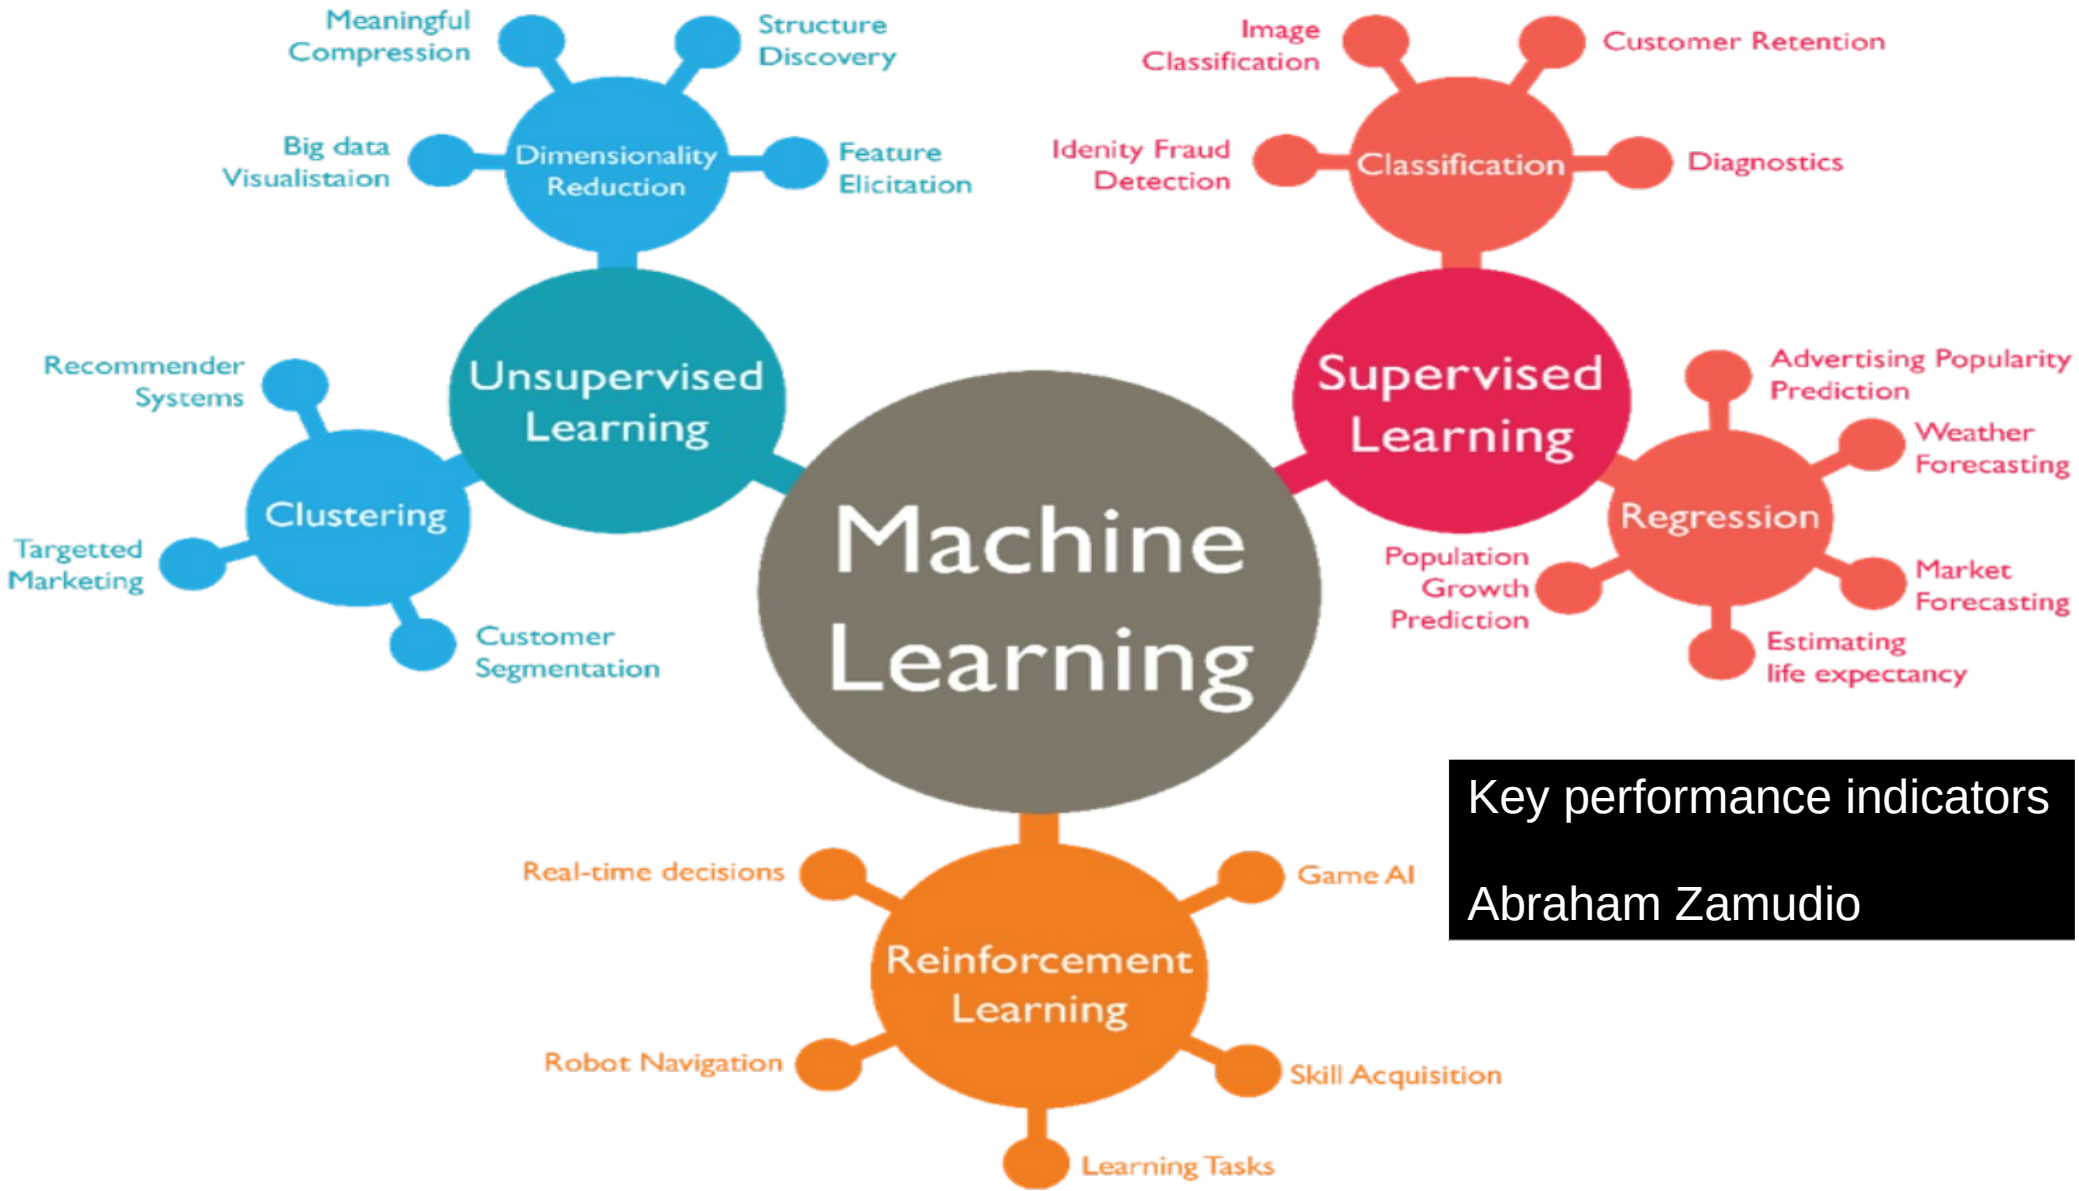 Meaningful
Compression
Structure
Discovery
Big data
Visualistaion
Dimensionality
Reduction
Feature
Elicitation
Image
Classification
Customer Retention
Idenity Fraud
Detection
Classification
Diagnostics
Recommender
Systems
Unsupervised
Learning
Clustering
Targetted
Marketing
Customer
Segmentation
Supervised
Learning
Advertising Popularity
Prediction
Weather
Forecasting
Regression
Population
Growth
Prediction
Market
Forecasting
Estimating
life expectancy
Machine
Learning
Key performance indicators
Abraham Zamudio
Real-time decisions
Game AI
Reinforcement
Learning
Robot Navigation
Skill Acquisition
Learning Tasks